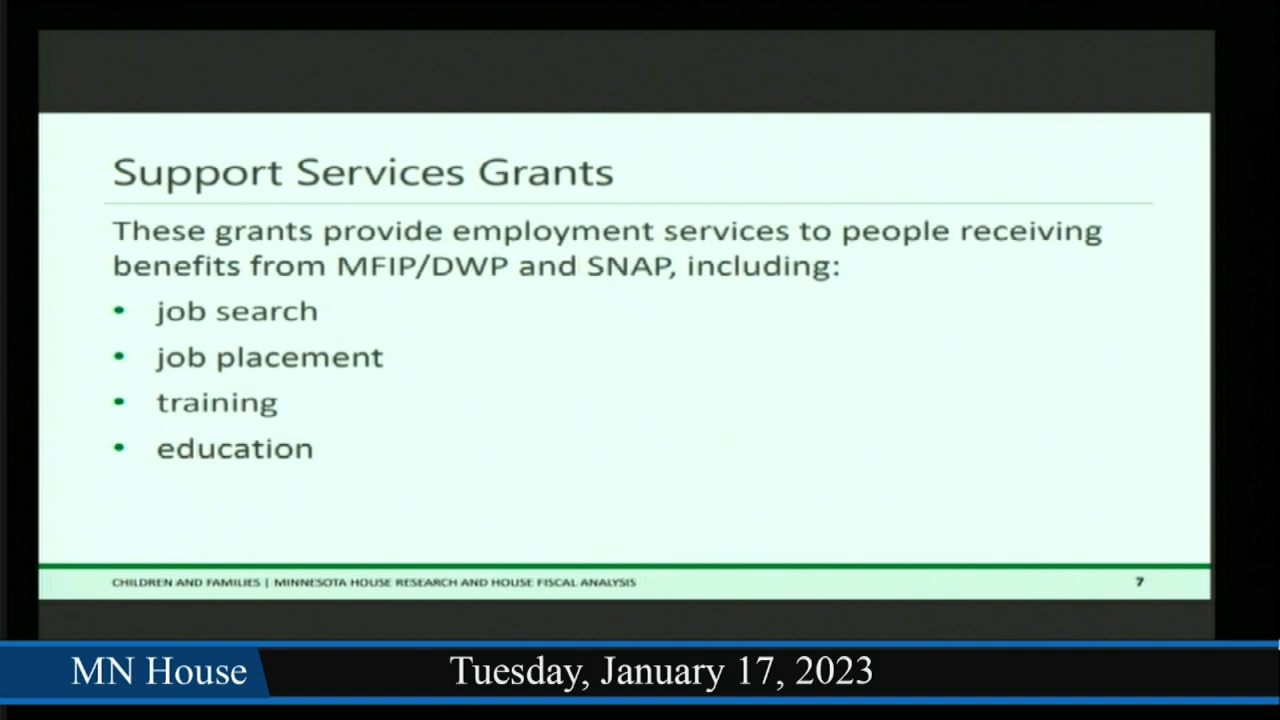 Support Services Grants
These grants provide employment services to people receiving
benefits from MFIP/DWP and SNAP, including:
• job search
• job placement
• training
• education
CHILDREN AND FAMILIES | MINNESOTA HOUSE RESEARCH AND HOUSE FISCAL ANALYSIS 7
MN House Tuesday, January 17, 2023